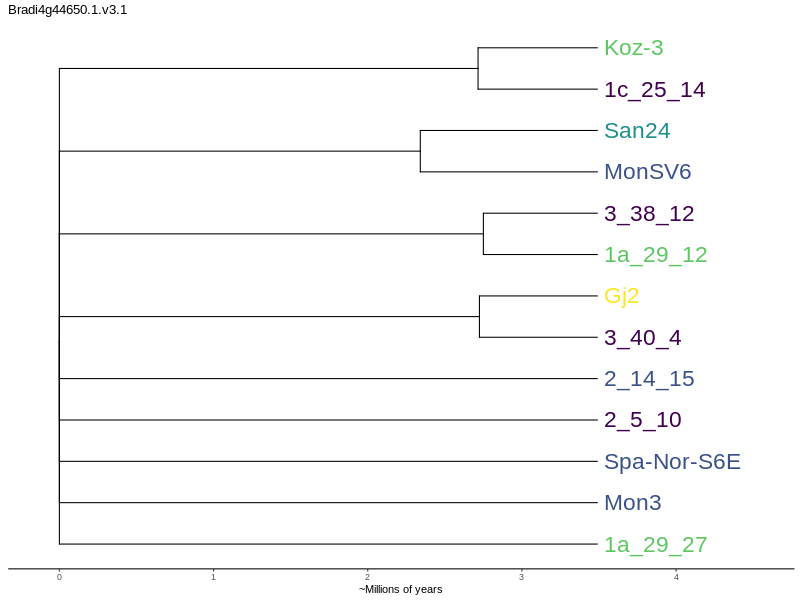 Bradi4g44650.1.v3.1
Koz-3
1c_25_14
San24
MonSV6
3_38_12
1a_29_12
Gj2
3_40_4
2_14_15
2_5_10
Spa-Nor-S6E
Mon3
1a_29_27
0 1 2 3 4
~Millions of years